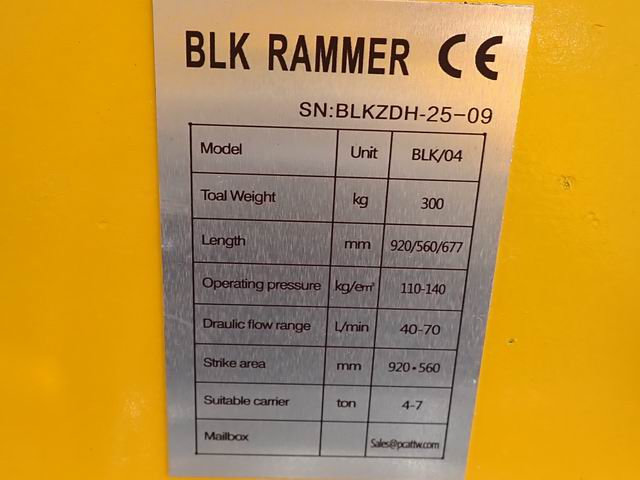 BLK RAMMER CE
SN:BLKZDH-25-09
Model Unit BLK/04
Toal Weight kg 300
Length mm 920/560/677
Operating pressure kg/em² 110-140
Draulic flow range L/min 40-70
Strike area mm 920*560
Suitable carrier ton 4-7
Mailbox Sales@pcattw.com